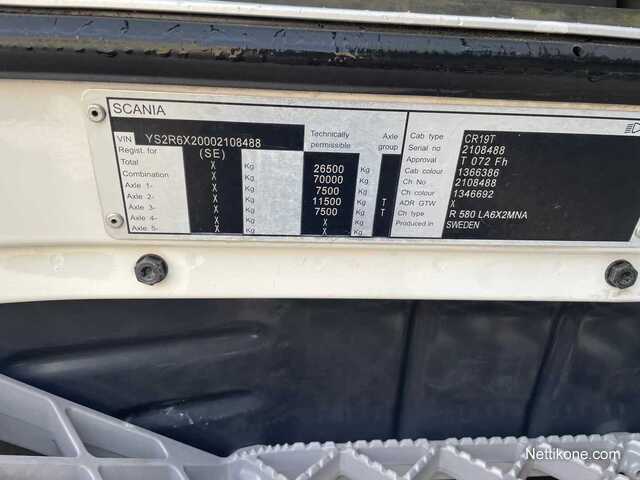 SCANIA
VIN YS2R6X20002108488
Technically permissible
Axle group
Regist. for (SE)
Total X Kg 26500 Kg
Combination X Kg 70000 Kg
Axle 1- X Kg 7500 Kg
Axle 2- X Kg 11500 Kg T
Axle 3- X Kg 7500 Kg T
Axle 4- X Kg X Kg
Axle 5- X Kg X Kg
Cab type CR19T
Serial no 2108488
Approval T 072 Fh
Cab colour 1366386
Ch No 2108488
Ch colour 1346692
ADR GTW X
Ch type R 580 LA6X2MNA
Produced in SWEDEN
© Nettikone.com